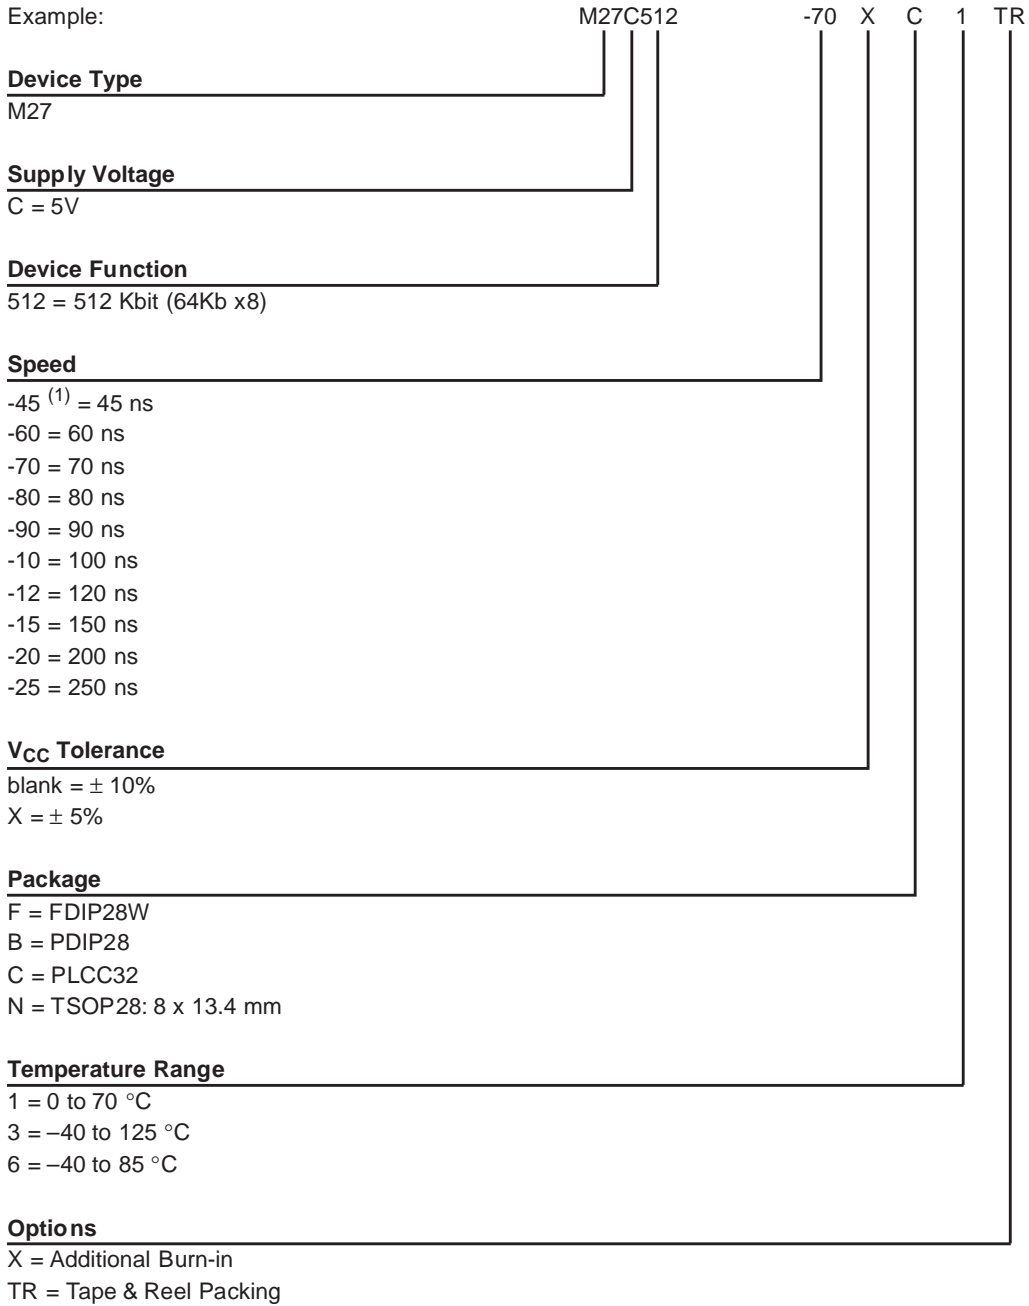 Example: M27C512 -70 X C 1 TR
Device Type
M27
Supply Voltage
C = 5V
Device Function
512 = 512 Kbit (64Kb x8)
Speed
-45 (1) = 45 ns
-60 = 60 ns
-70 = 70 ns
-80 = 80 ns
-90 = 90 ns
-10 = 100 ns
-12 = 120 ns
-15 = 150 ns
-20 = 200 ns
-25 = 250 ns
VCC Tolerance
blank = ± 10%
X = ± 5%
Package
F = FDIP28W
B = PDIP28
C = PLCC32
N = TSOP28: 8 x 13.4 mm
Temperature Range
1 = 0 to 70 °C
3 = –40 to 125 °C
6 = –40 to 85 °C
Options
X = Additional Burn-in
TR = Tape & Reel Packing